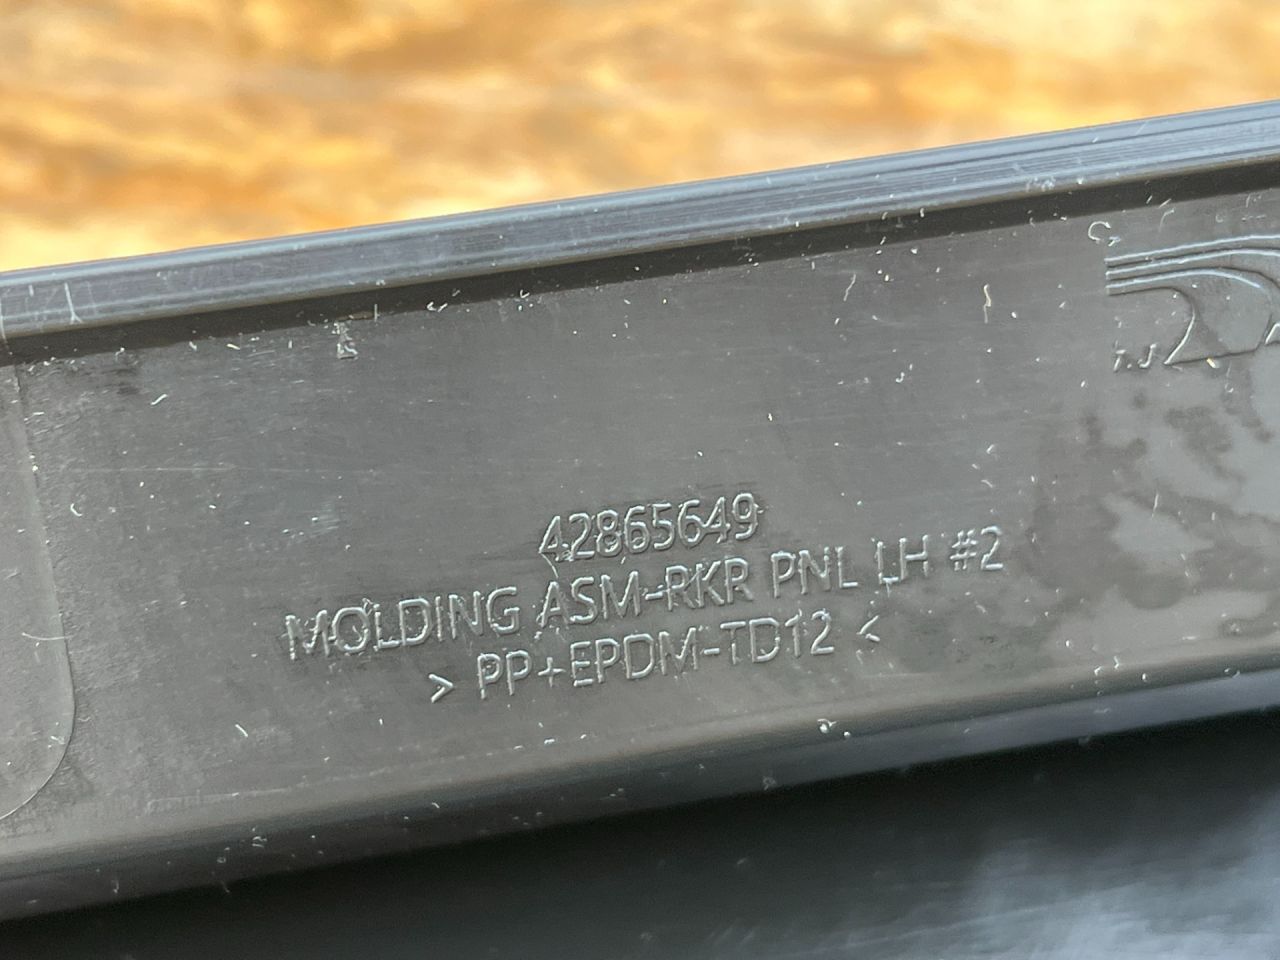 42865649
MOLDING ASM-RKR PNL LH #2
> PP+EPDM-TD12 <